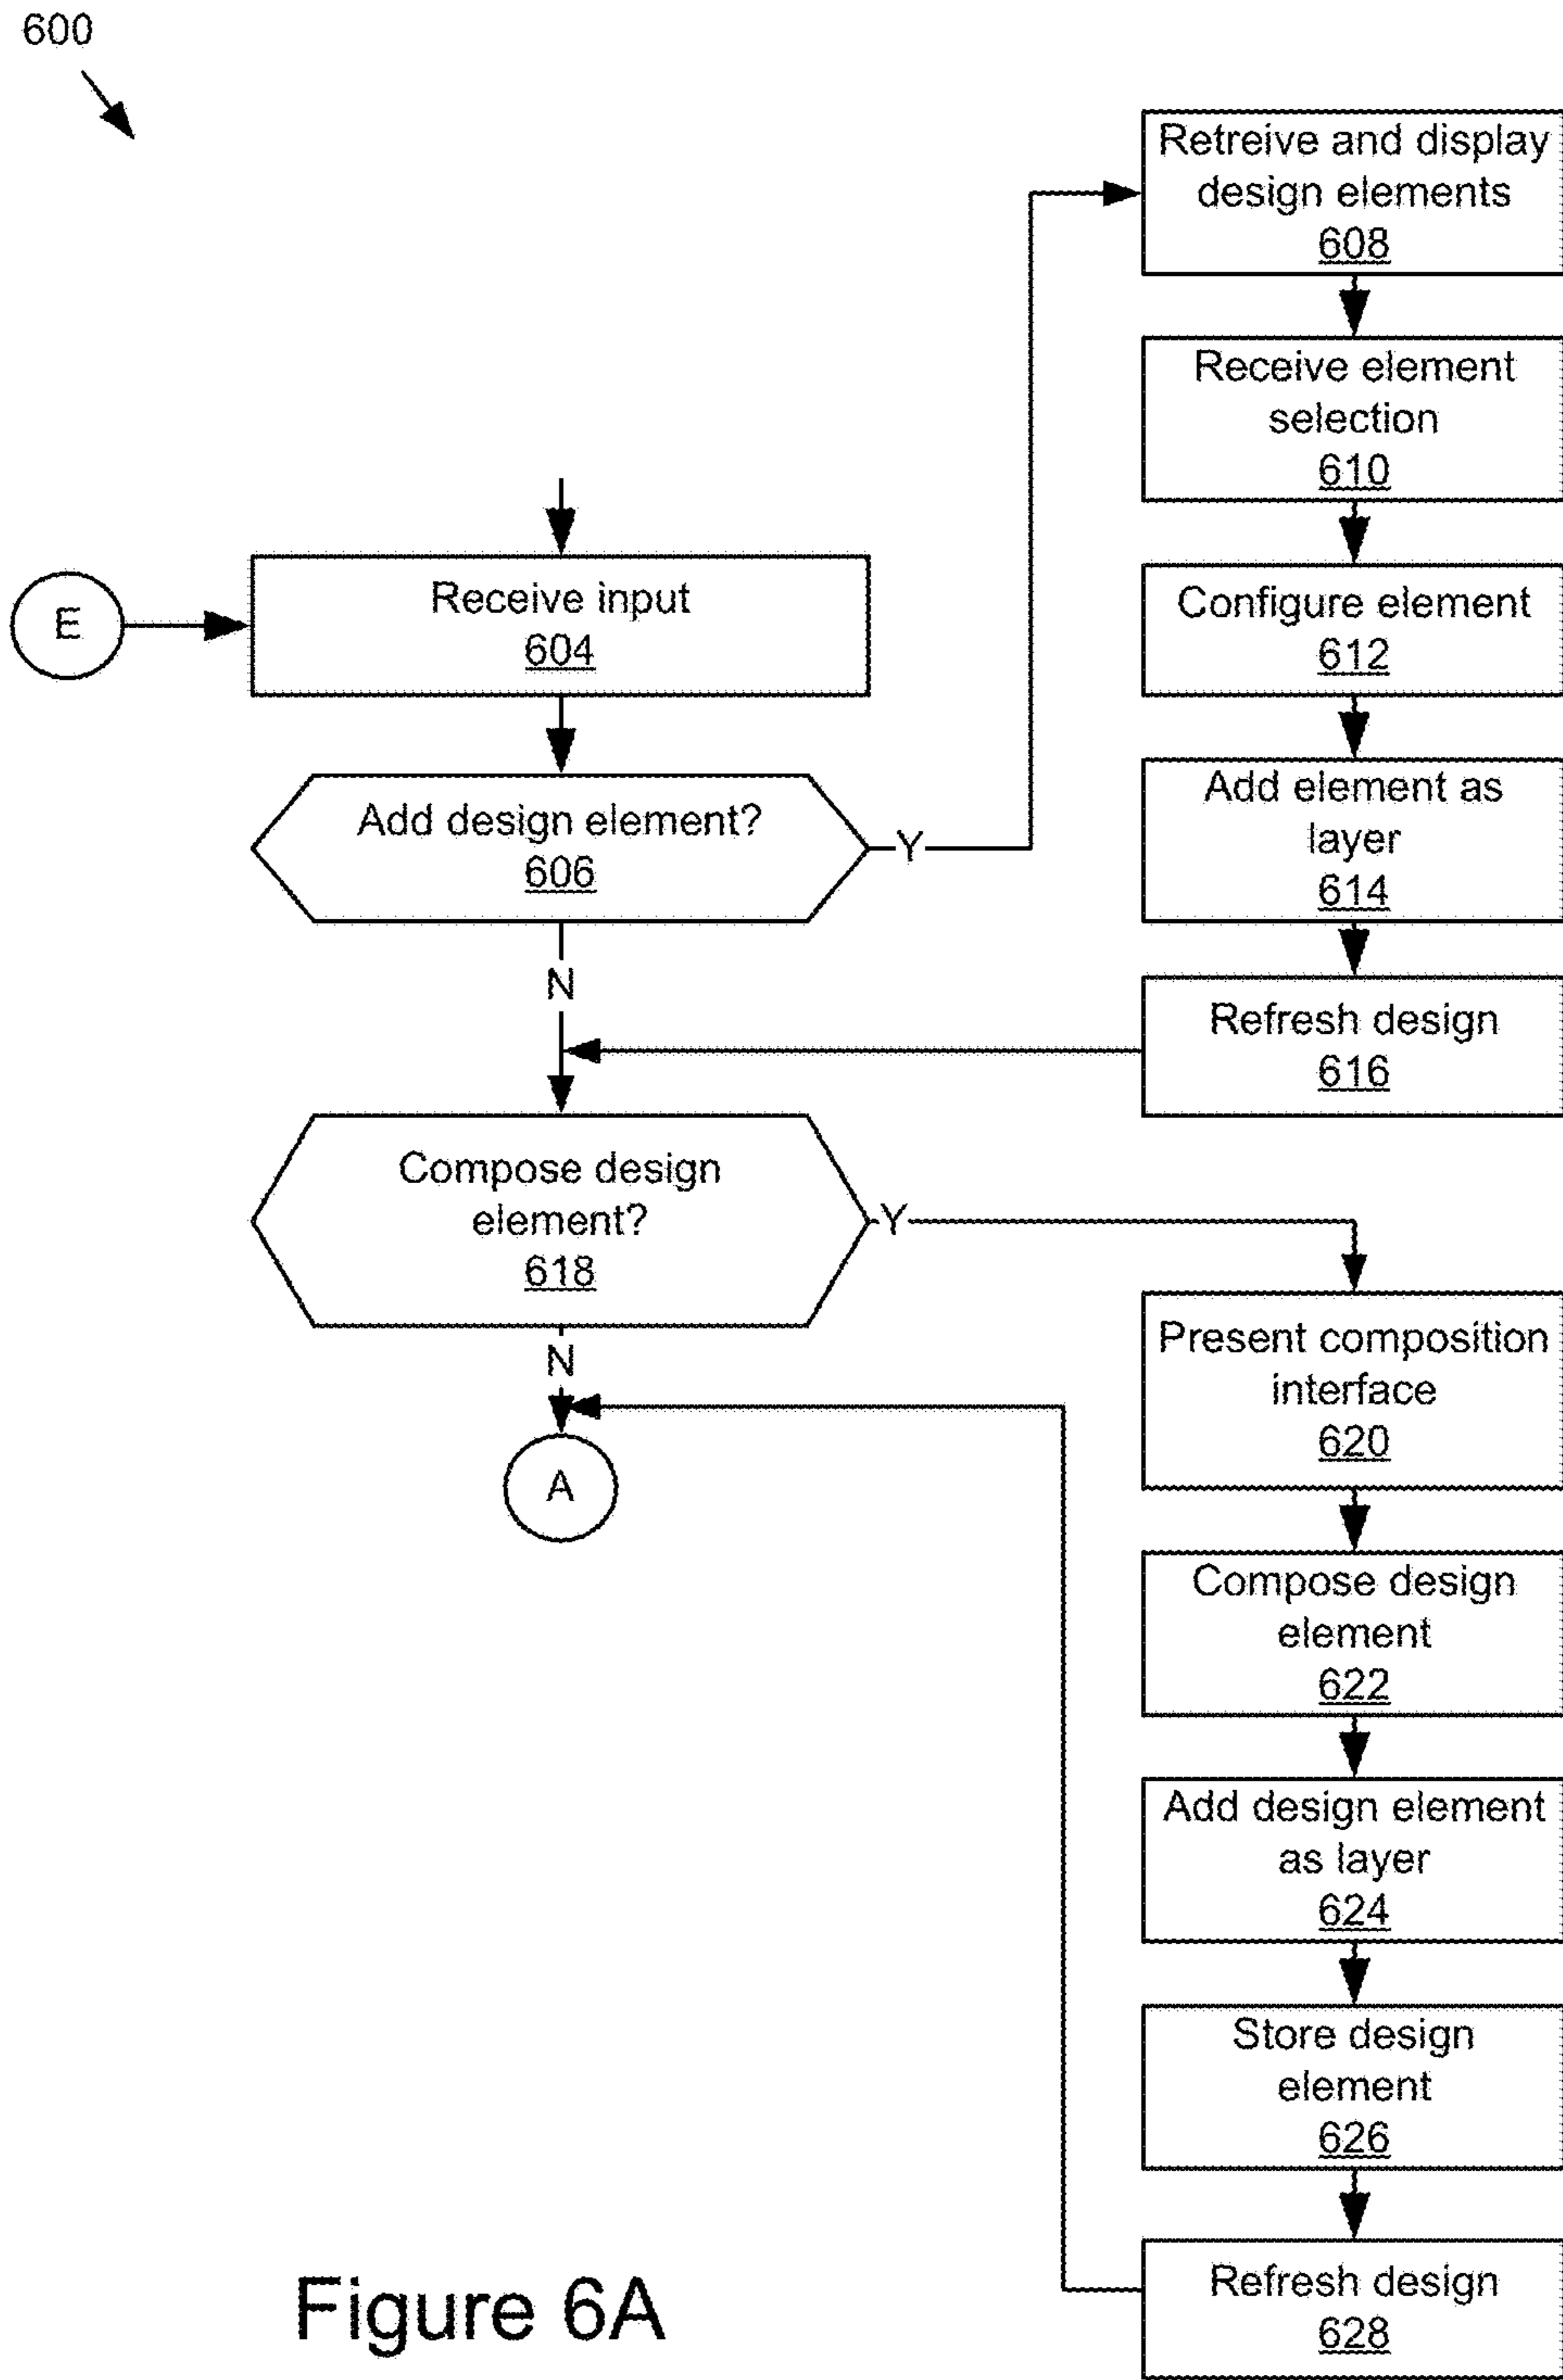 600
Retreive and display
design elements
608
Receive element
selection
610
E
Receive input
604
Configure element
612
Add design element?
606
Y
Add element as
layer
614
N
Refresh design
616
Compose design
element?
618
Y
N
A
Present composition
interface
620
Compose design
element
622
Add design element
as layer
624
Store design
element
626
Refresh design
628
Figure 6A